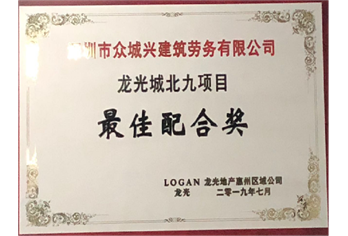 圳市众城兴建筑劳务有限公司
龙光城北九项目
最佳配合奖
LOGAN 龙光地产惠州区域公司
龙光 二零一九年七月